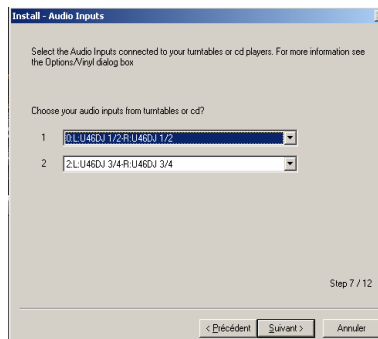 Install - Audio Inputs
Select the Audio Inputs connected to your turntables or cd players. For more information see
the Options/Vinyl dialog box
Choose your audio inputs from turntables or cd?
1 0:L:U46DJ 1/2-R:U46DJ 1/2
2 2:L:U46DJ 3/4-R:U46DJ 3/4
Step 7 / 12
< Précédent Suivant > Annuler